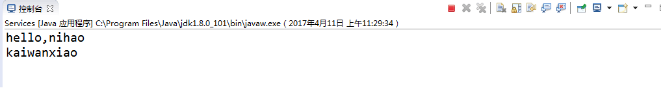 控制台
Services [Java 应用程序] C:\Program Files\Java\jdk1.8.0_101\bin\javaw.exe ( 2017年4月11日 上午11:29:34 )
hello,nihao
kaiwanxiao